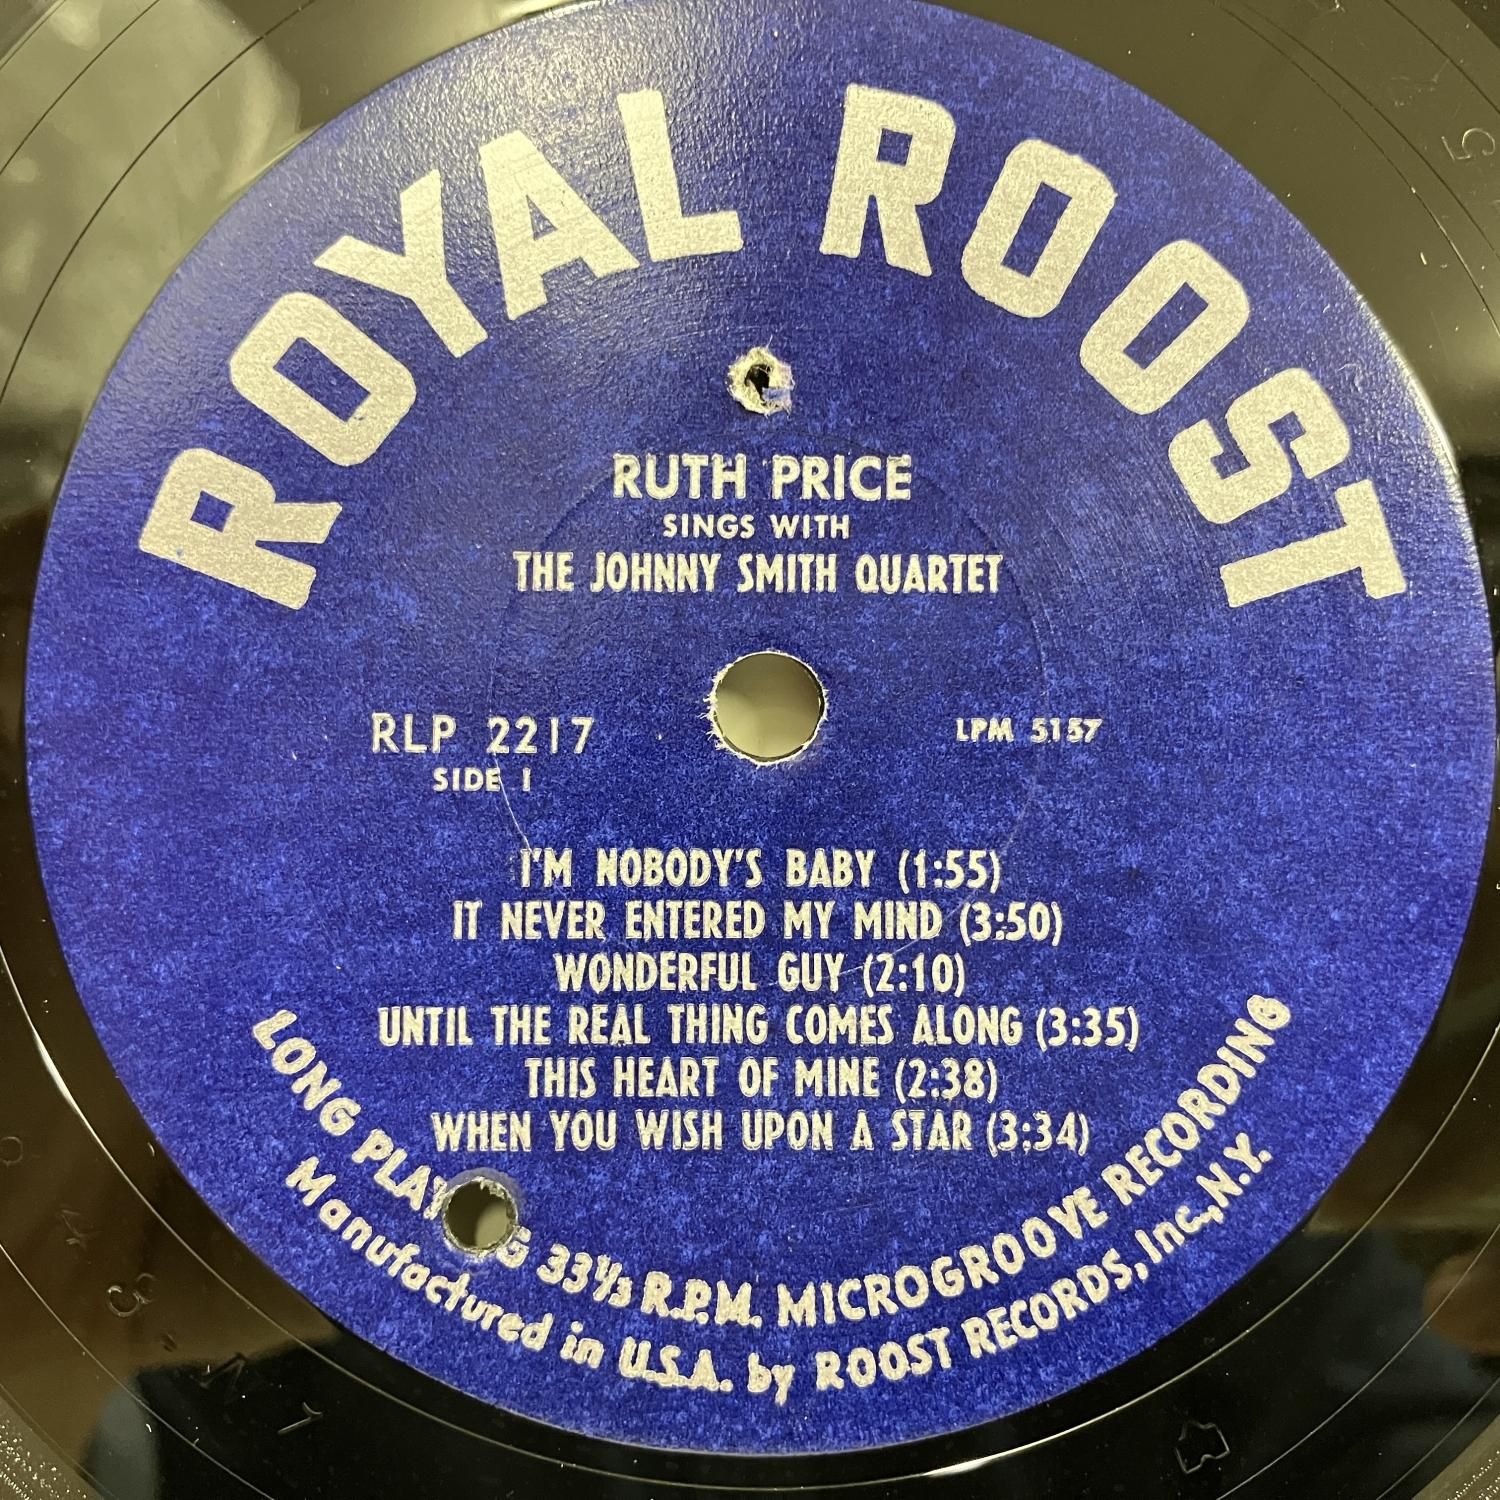 ROYAL ROOST
RUTH PRICE
SINGS WITH
THE JOHNNY SMITH QUARTET
RLP 2217
SIDE 1
LPM 5157
I'M NOBODY'S BABY (1:55)
IT NEVER ENTERED MY MIND (3:50)
WONDERFUL GUY (2:10)
UNTIL THE REAL THING COMES ALONG (3:35)
THIS HEART OF MINE (2:38)
WHEN YOU WISH UPON A STAR (3:34)
LONG 33⅓ R.P.M. MICROGROOVE RECORDING
Manufactured in U.S.A. by ROOST RECORDS, Inc., N.Y.